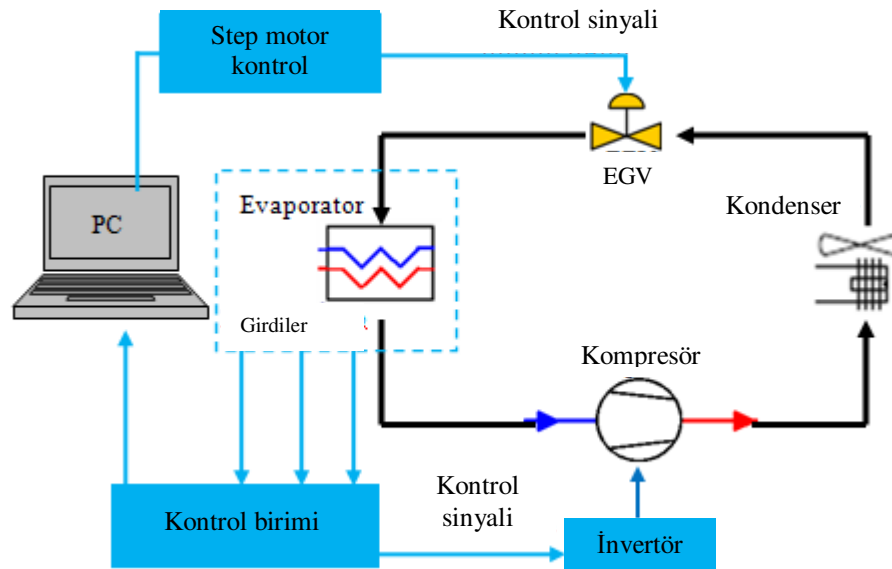 Kontrol sinyali
Step motor
kontrol
EGV
PC
Evaporator
Kondenser
Girdiler
Kompresör
Kontrol birimi
Kontrol
sinyali
İnvertör